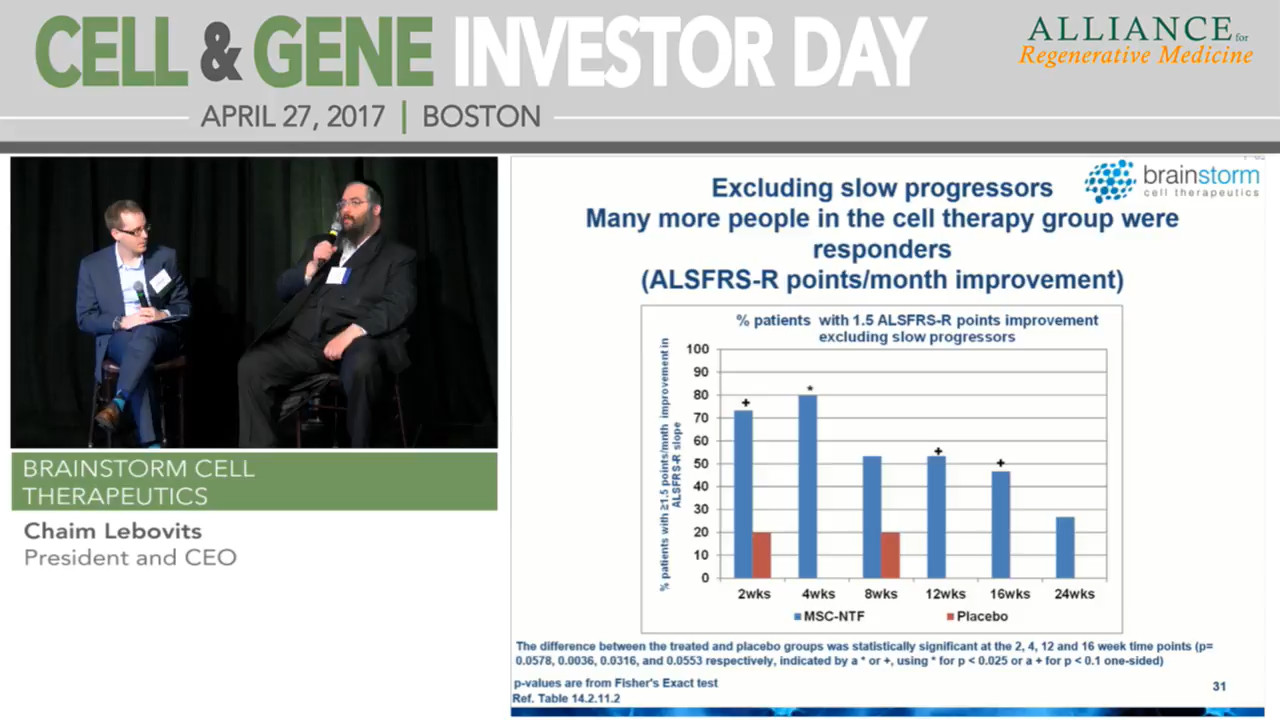 CELL & GENE INVESTOR DAY
APRIL 27, 2017 | BOSTON
ALLIANCE for
Regenerative Medicine
BRAINSTORM CELL
THERAPEUTICS
Chaim Lebovits
President and CEO
brainstorm
cell therapeutics
Excluding slow progressors
Many more people in the cell therapy group were
responders
(ALSFRS-R points/month improvement)
% patients with 1.5 ALSFRS-R points improvement
excluding slow progressors
% patients with ≥1.5 points/mnth improvement in
ALSFRS-R slope
100
90
80
70
60
50
40
30
20
10
0
+
*
+
+
2wks 4wks 8wks 12wks 16wks 24wks
MSC-NTF Placebo
The difference between the treated and placebo groups was statistically significant at the 2, 4, 12 and 16 week time points (p=
0.0578, 0.0036, 0.0316, and 0.0553 respectively, indicated by a * or +, using * for p < 0.025 or a + for p < 0.1 one-sided)
p-values are from Fisher's Exact test
Ref. Table 14.2.11.2
31